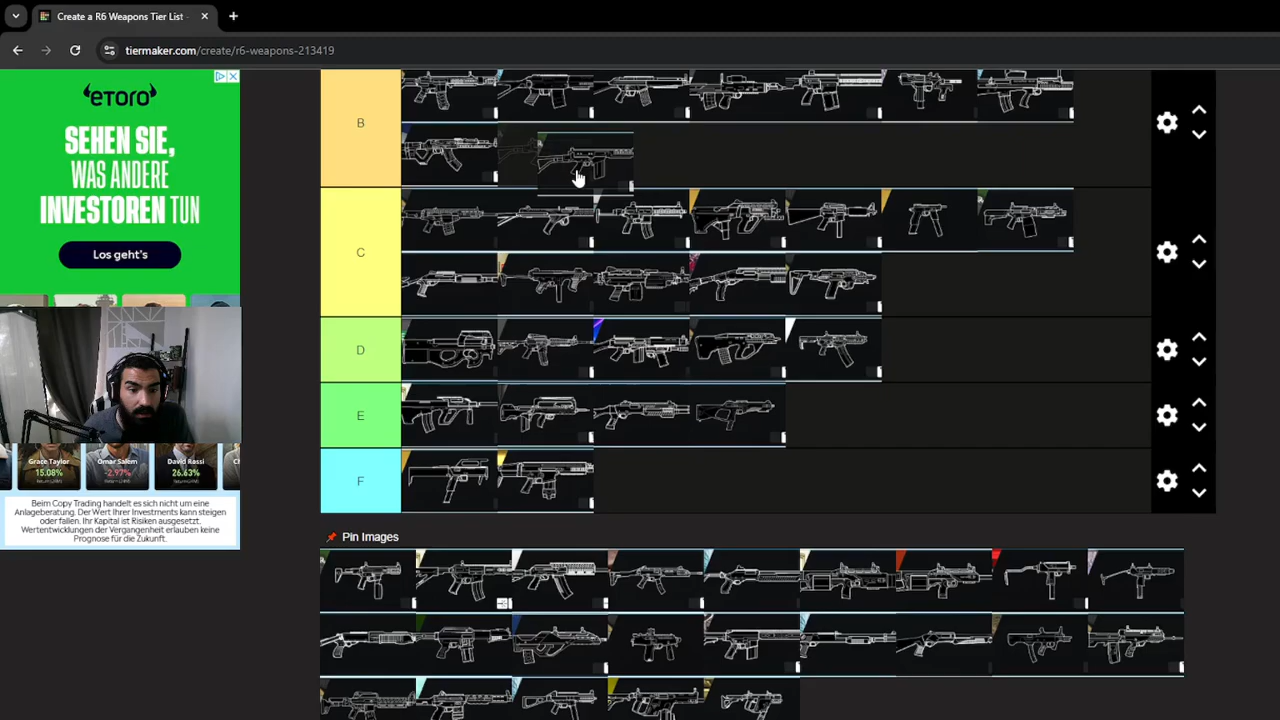 Create a R6 Weapons Tier List -
tiermaker.com/create/r6-weapons-213419
eTORO
SEHEN SIE,
WAS ANDERE
INVESTOREN TUN
Los geht's
Grace Taylor
Omar Salem
David Rossi
15.08%
-2.97%
26.63%
Beim Copy Trading handelt es sich nicht um eine
Anlageberatung. Der Wert Ihrer Investments kann steigen
oder fallen. Ihr Kapital ist Risiken ausgesetzt.
Wertentwicklungen der Vergangenheit erlauben keine
Prognose für die Zukunft.
B
C
D
E
F
Pin Images